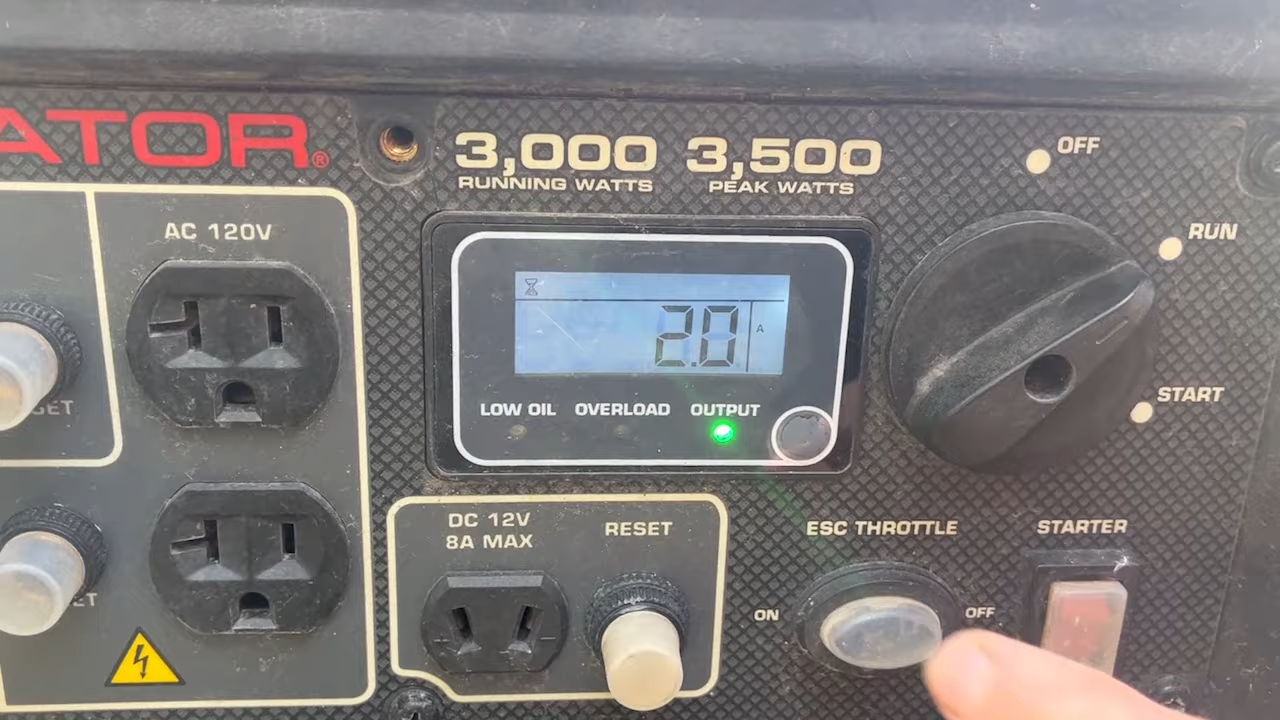 ATOR®
3,000 3,500
RUNNING WATTS PEAK WATTS
OFF
RUN
START
AC 120V
2.0 A
LOW OIL OVERLOAD OUTPUT
DC 12V
8A MAX
RESET
ESC THROTTLE
ON OFF
STARTER